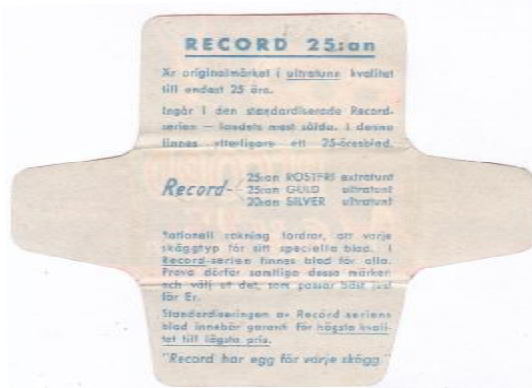 RECORD 25:an
Är originalmärket i ultratunn kvalitet
till endast 25 öre.
Ingår i den standardiserade Record-
serien — landets mest sålda. I denna
finnes ytterligare ett 25-öresblad.
Record-
25:an ROSTFRI extratunt
25:an GULD ultratunt
20:an SILVER ultratunt
Rationell rakning fordrar, att varje
skäggtyp får sitt speciella blad. I
Record-serien finnes blad för alla.
Prova därför samtliga dessa märken
och välj ut det, som passar bäst just
för Er.
Standardiseringen av Record seriens
blad innebär garanti för högsta kvali-
tet till lägsta pris.
"Record har egg för varje skägg"